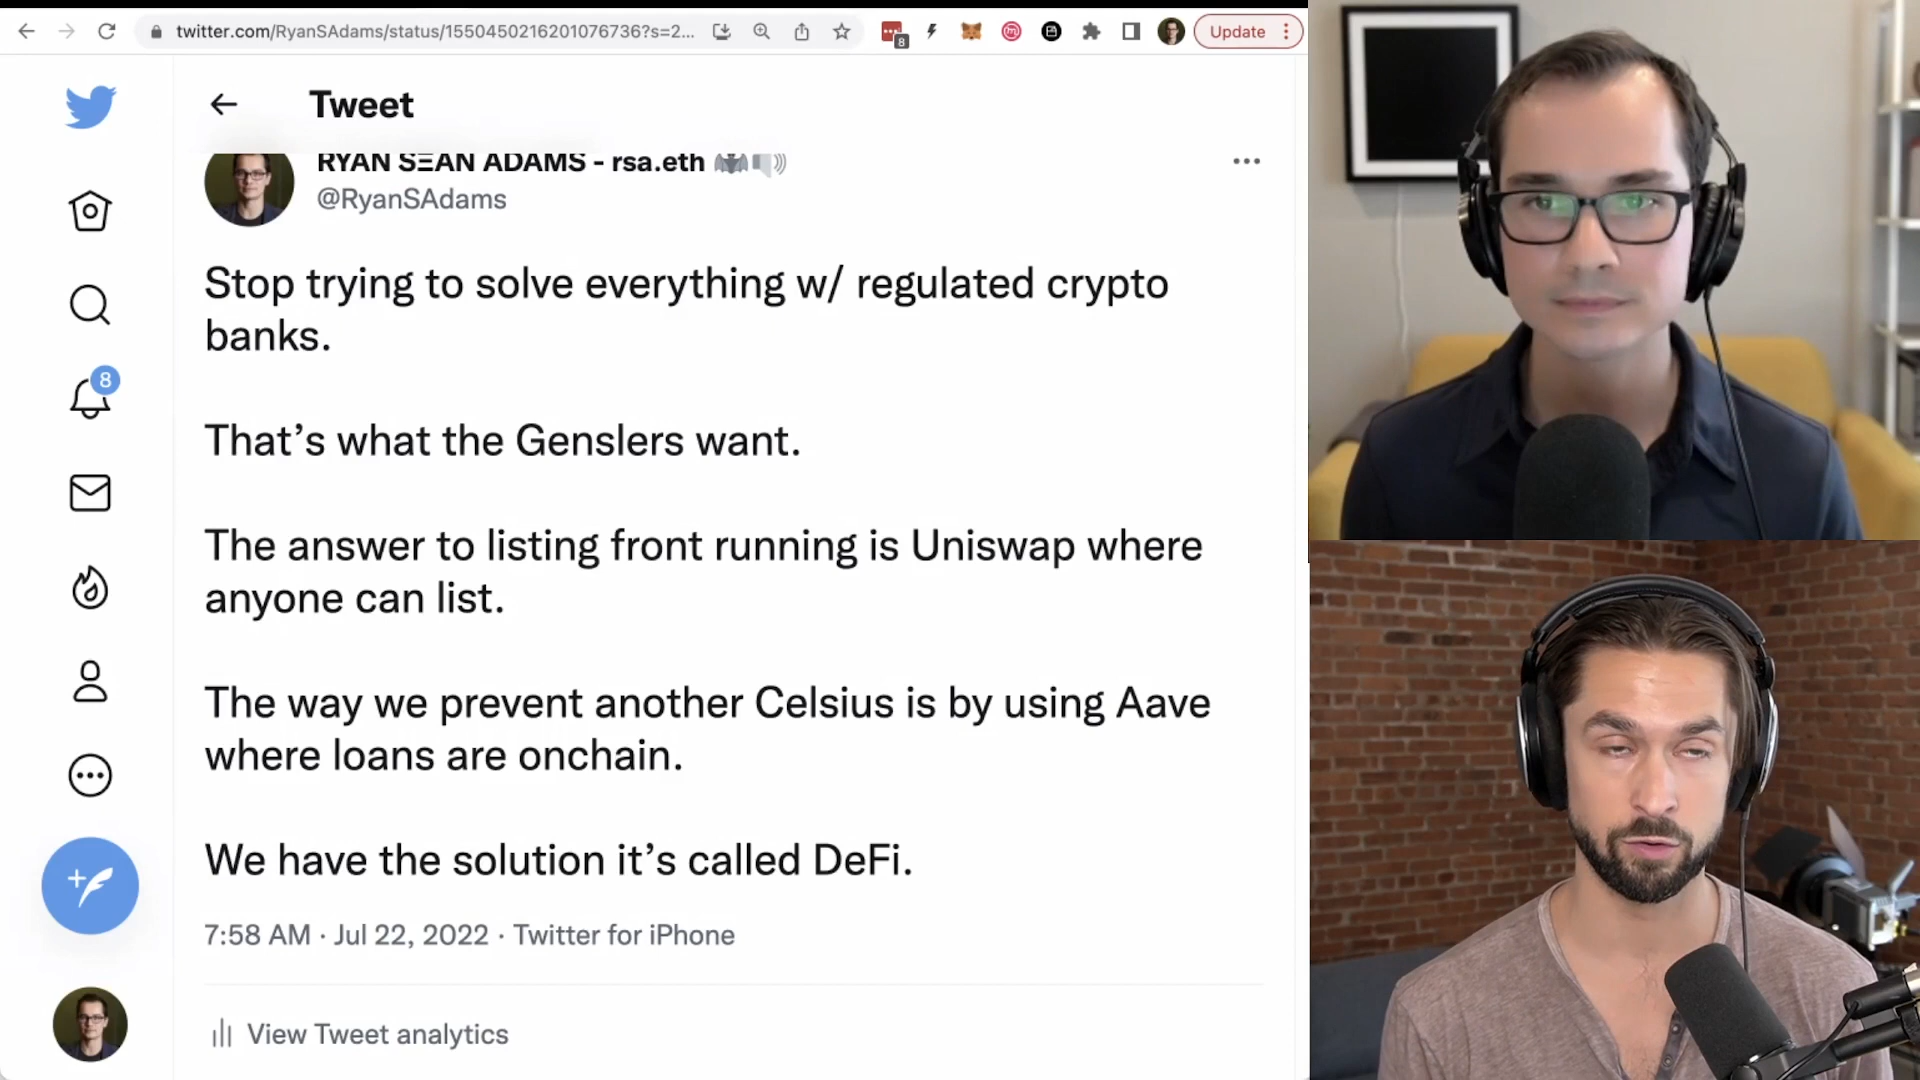 twitter.com/RyanSAdams/status/1550450216201076736?s=2...
8
Update
Tweet
RYAN SΞAN ADAMS - rsa.eth 🦇🔊
@RyanSAdams
8
Stop trying to solve everything w/ regulated crypto
banks.
That’s what the Genslers want.
The answer to listing front running is Uniswap where
anyone can list.
The way we prevent another Celsius is by using Aave
where loans are onchain.
We have the solution it’s called DeFi.
7:58 AM · Jul 22, 2022 · Twitter for iPhone
View Tweet analytics